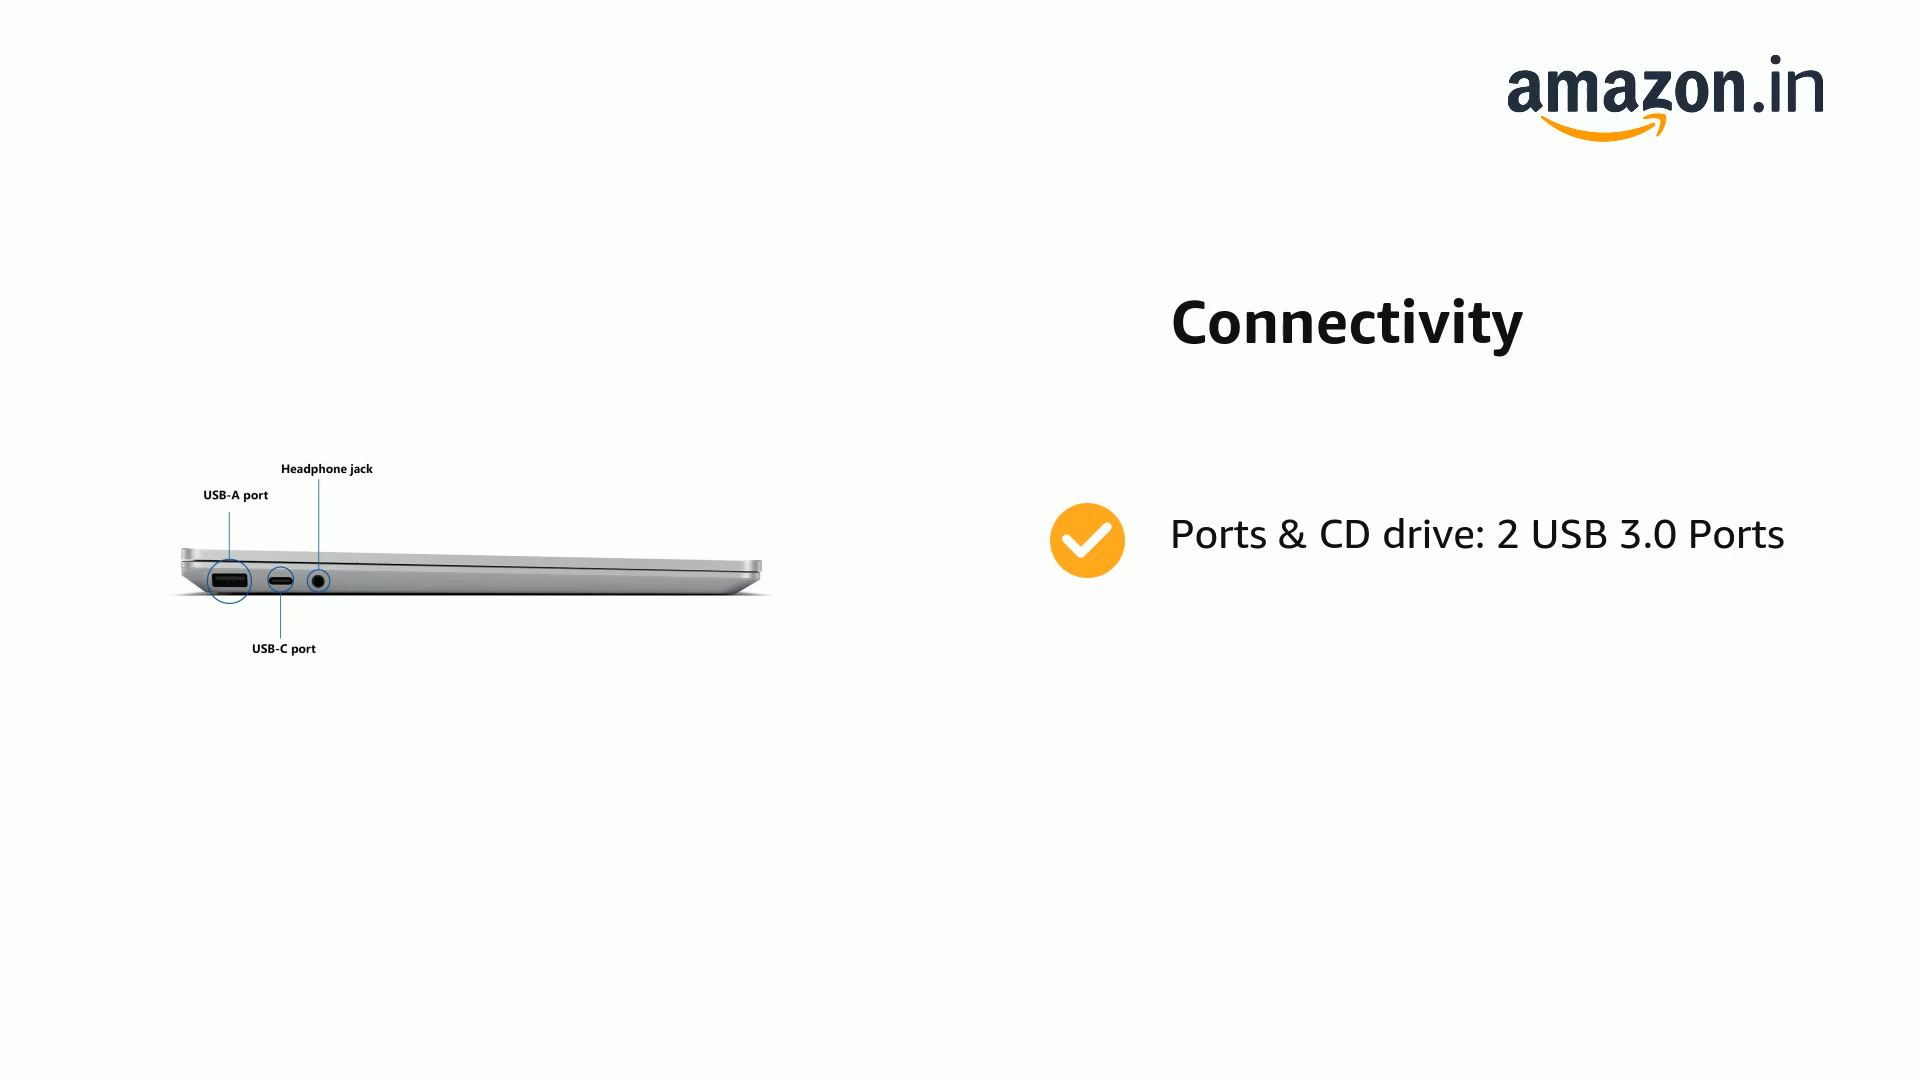 amazon.in
Connectivity
Headphone jack
USB-A port
Ports & CD drive: 2 USB 3.0 Ports
USB-C port